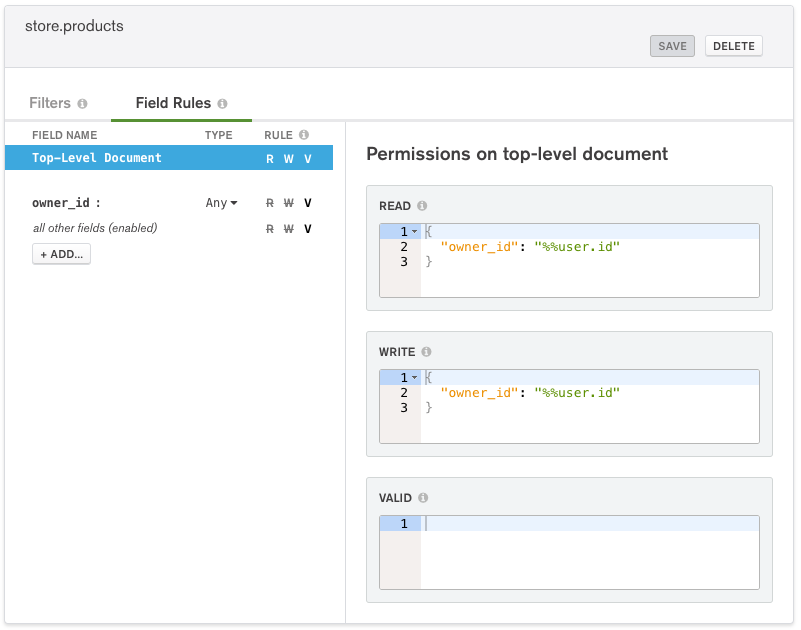 store.products
SAVE DELETE
Filters Field Rules
FIELD NAME TYPE RULE
Top-Level Document R W V
owner_id : Any R W V
all other fields (enabled) R W V
+ ADD...
Permissions on top-level document
READ
1 {
2 "owner_id": "%%user.id"
3 }
WRITE
1 {
2 "owner_id": "%%user.id"
3 }
VALID
1